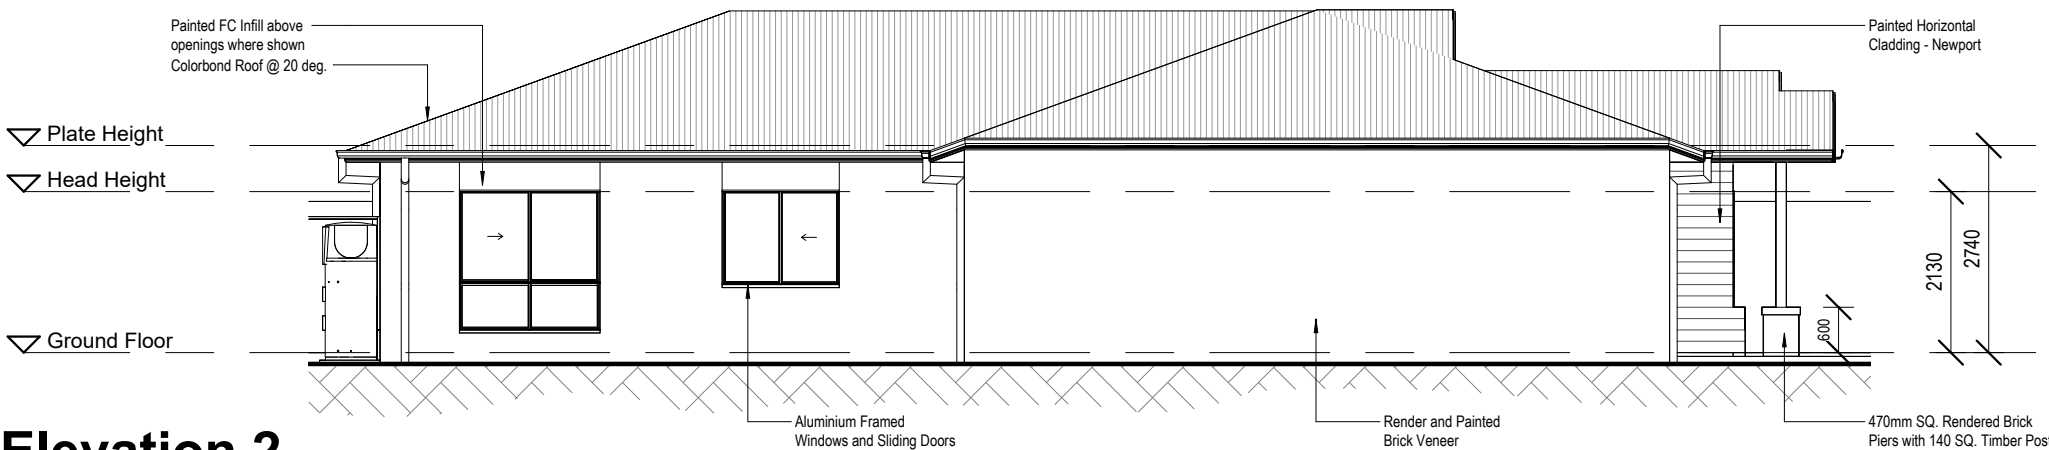 Painted FC Infill above
openings where shown
Colorbond Roof @ 20 deg.
Painted Horizontal
Cladding - Newport
Plate Height
Head Height
Ground Floor
2130
2740
600
Aluminium Framed
Windows and Sliding Doors
Render and Painted
Brick Veneer
470mm SQ. Rendered Brick
Piers with 140 SQ. Timber Pos
Elevation 2